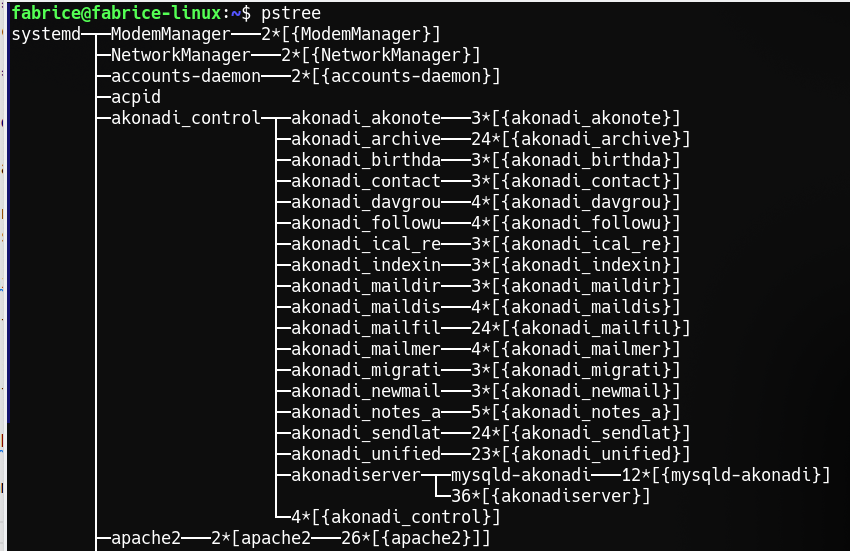 fabrice@fabrice-linux:~$ pstree
systemd─┬─ModemManager───2*[{ModemManager}]
        ├─NetworkManager───2*[{NetworkManager}]
        ├─accounts-daemon───2*[{accounts-daemon}]
        ├─acpid
        ├─akonadi_control─┬─akonadi_akonote───3*[{akonadi_akonote}]
        │                 ├─akonadi_archive───24*[{akonadi_archive}]
        │                 ├─akonadi_birthda───3*[{akonadi_birthda}]
        │                 ├─akonadi_contact───3*[{akonadi_contact}]
        │                 ├─akonadi_davgrou───4*[{akonadi_davgrou}]
        │                 ├─akonadi_followu───4*[{akonadi_followu}]
        │                 ├─akonadi_ical_re───3*[{akonadi_ical_re}]
        │                 ├─akonadi_indexin───3*[{akonadi_indexin}]
        │                 ├─akonadi_maildir───3*[{akonadi_maildir}]
        │                 ├─akonadi_maildis───4*[{akonadi_maildis}]
        │                 ├─akonadi_mailfil───24*[{akonadi_mailfil}]
        │                 ├─akonadi_mailmer───4*[{akonadi_mailmer}]
        │                 ├─akonadi_migrati───3*[{akonadi_migrati}]
        │                 ├─akonadi_newmail───3*[{akonadi_newmail}]
        │                 ├─akonadi_notes_a───5*[{akonadi_notes_a}]
        │                 ├─akonadi_sendlat───24*[{akonadi_sendlat}]
        │                 ├─akonadi_unified───23*[{akonadi_unified}]
        │                 ├─akonadiserver─┬─mysqld-akonadi───12*[{mysqld-akonadi}]
        │                 │               └─36*[{akonadiserver}]
        │                 └─4*[{akonadi_control}]
        ├─apache2───2*[apache2───26*[{apache2}]]